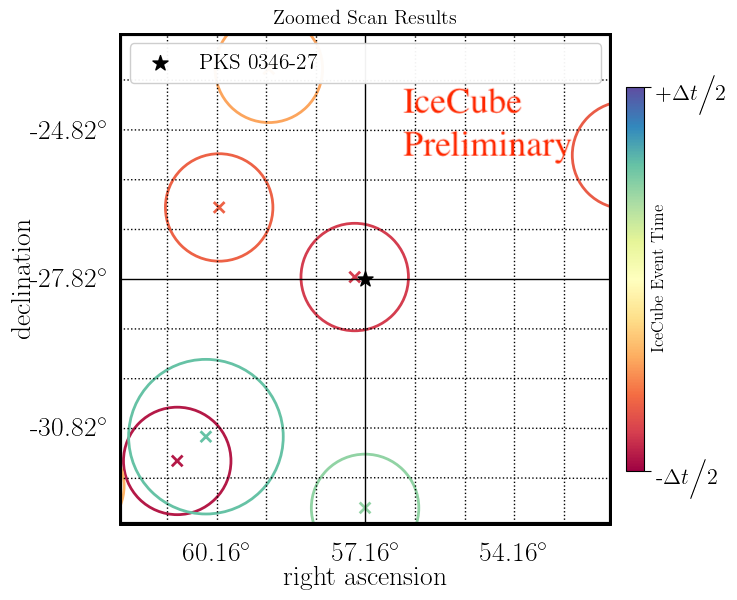 Zoomed Scan Results
PKS 0346-27
IceCube
Preliminary
declination
-24.82°
-27.82°
-30.82°
60.16° 57.16° 54.16°
right ascension
+Δt/2
IceCube Event Time
-Δt/2